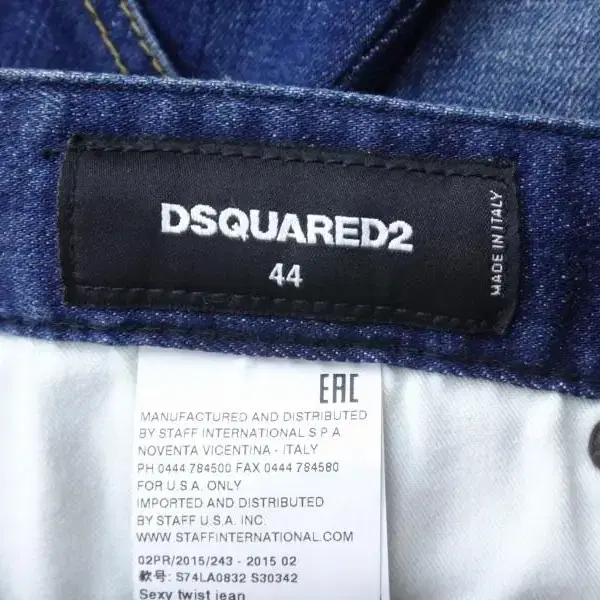 DSQUARED2
44
MADE IN ITALY
EAC
MANUFACTURED AND DISTRIBUTED
BY STAFF INTERNATIONAL S P A
NOVENTA VICENTINA - ITALY
PH 0444 784500 FAX 0444 784580
FOR U.S.A. ONLY
IMPORTED AND DISTRIBUTED
BY STAFF U.S.A. INC.
WWW.STAFFINTERNATIONAL.COM
02PR/2015/243 - 2015 02
款号: S74LA0832 S30342
Sexy twist jean